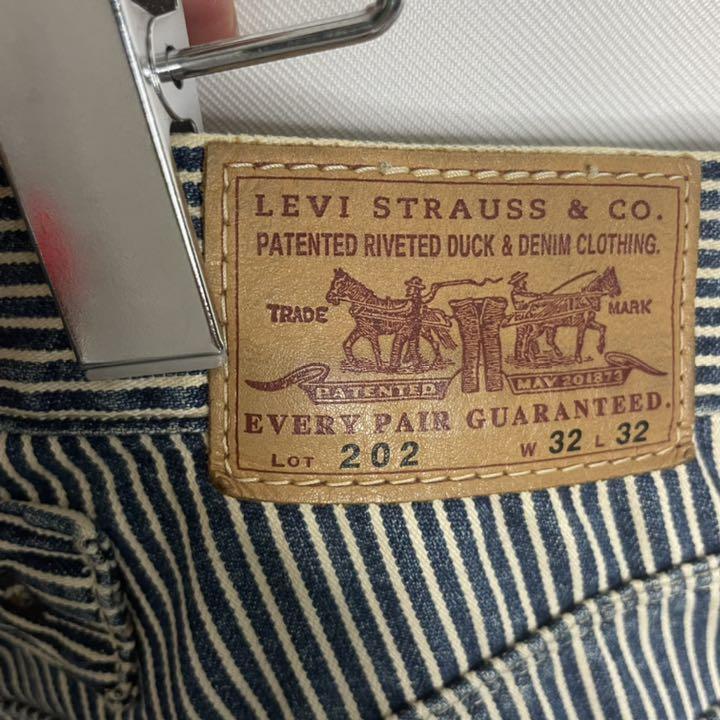 LEVI STRAUSS & CO.
PATENTED RIVETED DUCK & DENIM CLOTHING.
TRADE MARK
PATENTED MAY 20 1873
EVERY PAIR GUARANTEED.
LOT 202 W 32 L 32